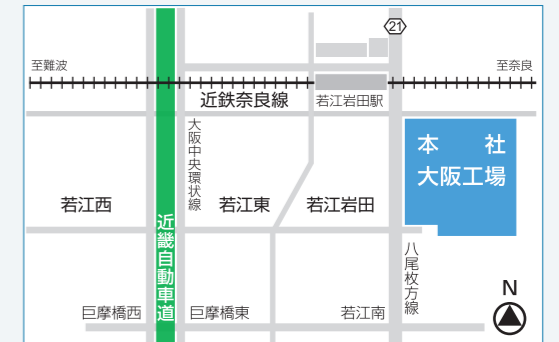 21
至難波
至奈良
近鉄奈良線
若江岩田駅
大阪中央環状線
本 社
大阪工場
若江西
若江東
若江岩田
近畿自動車道
八尾枚方線
N
巨摩橋西
巨摩橋東
若江南